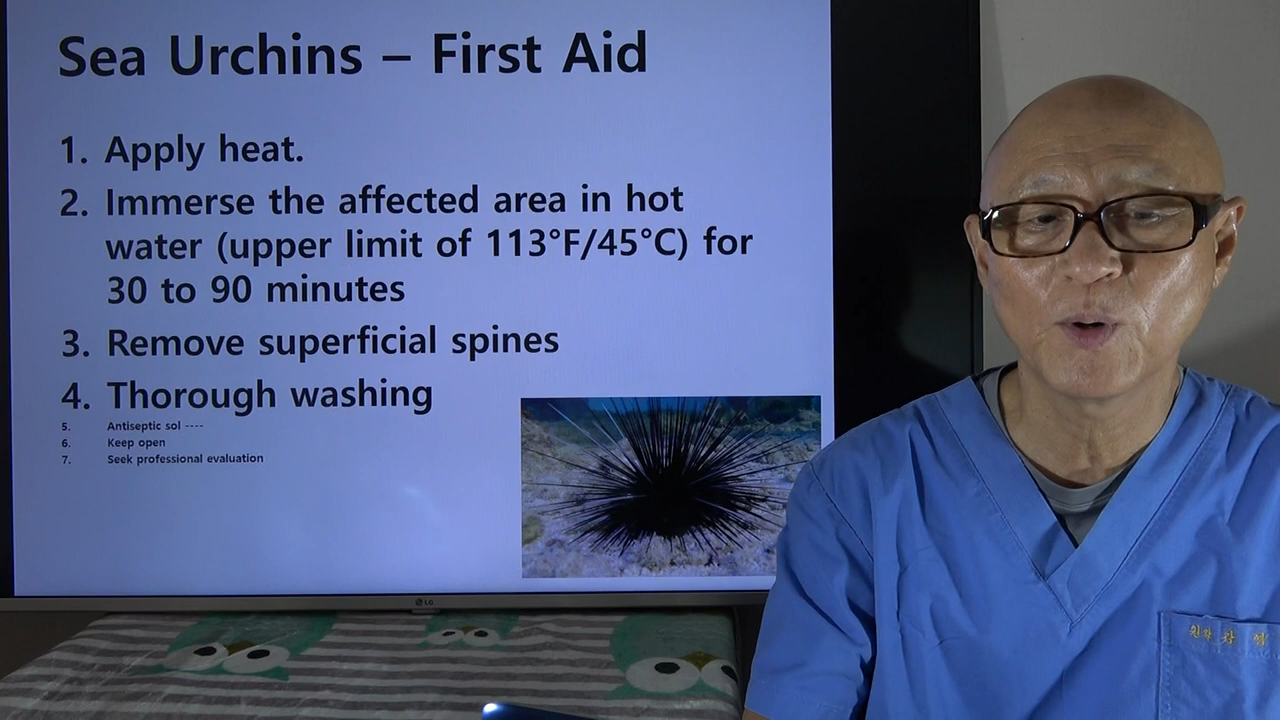 Sea Urchins – First Aid
1. Apply heat.
2. Immerse the affected area in hot
water (upper limit of 113°F/45°C) for
30 to 90 minutes
3. Remove superficial spines
4. Thorough washing
5. Antiseptic sol ----
6. Keep open
7. Seek professional evaluation
LG
원장